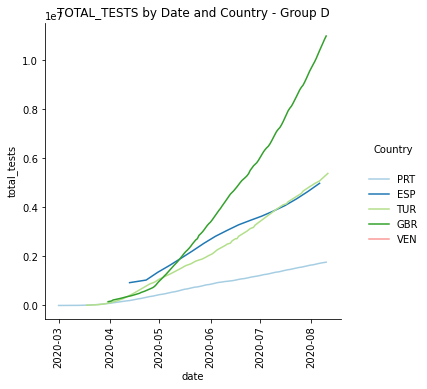 TOTAL_TESTS by Date and Country - Group D
1e7
1.0
0.8
0.6
0.4
0.2
0.0
total_tests
2020-03
2020-04
2020-05
2020-06
2020-07
2020-08
date
Country
PRT
ESP
TUR
GBR
VEN